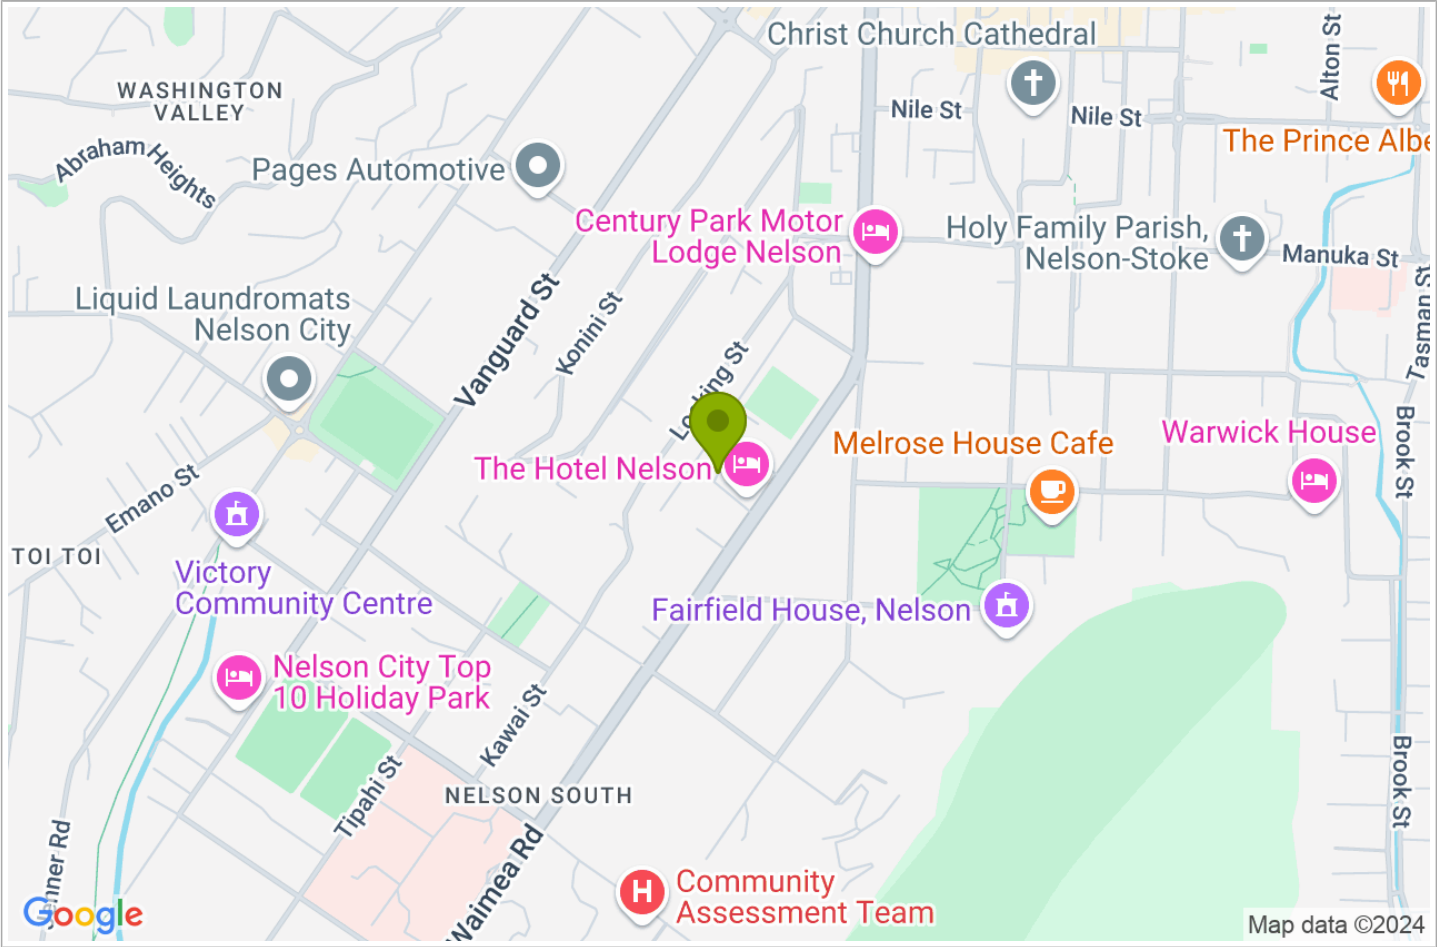 Christ Church Cathedral
Alton St
WASHINGTON
VALLEY
Nile St
Nile St
The Prince Albe
Abraham Heights
Pages Automotive
Century Park Motor
Lodge Nelson
Holy Family Parish,
Nelson-Stoke
Manuka St
Liquid Laundromats
Nelson City
Vanguard St
Konini St
Tasman St
Brook St
Melrose House Cafe
Warwick House
The Hotel Nelson
Emano St
TOI TOI
Victory
Community Centre
Fairfield House, Nelson
Nelson City Top
10 Holiday Park
Kawai St
Tipahi St
NELSON SOUTH
Brook St
Waimea Rd
Community
Assessment Team
Google
Map data ©2024